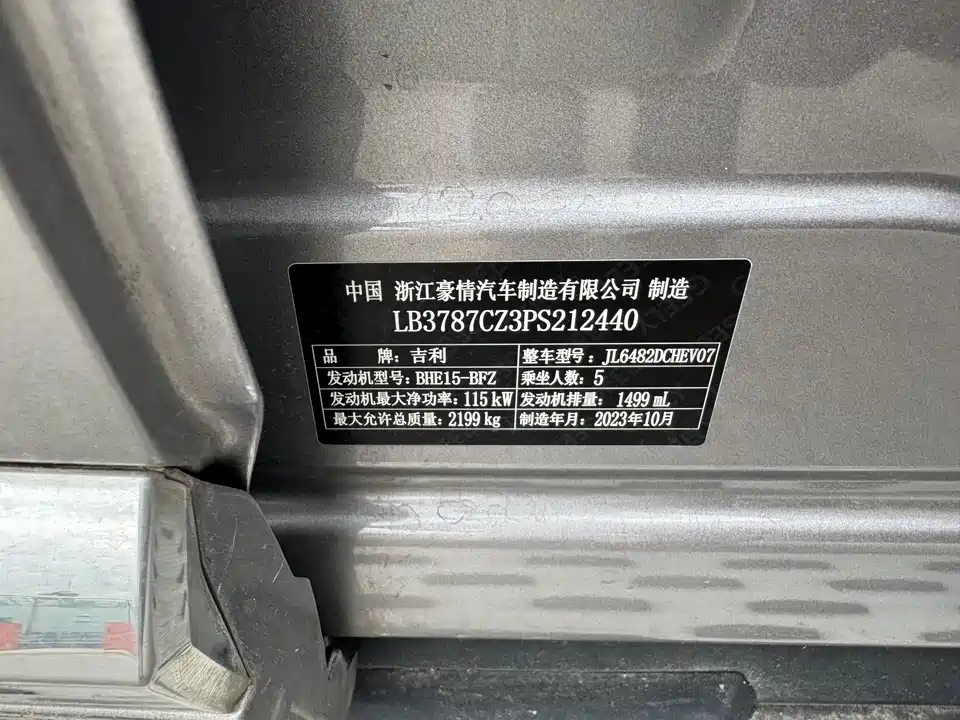 中国 浙江豪情汽车制造有限公司 制造
LB3787CZ3PS212440
品 牌：吉利 整车型号：JL6482DCHEV07
发动机型号：BHE15-BFZ 乘坐人数：5
发动机最大净功率：115 kW 发动机排量：1499 mL
最大允许总质量：2199 kg 制造年月：2023年10月